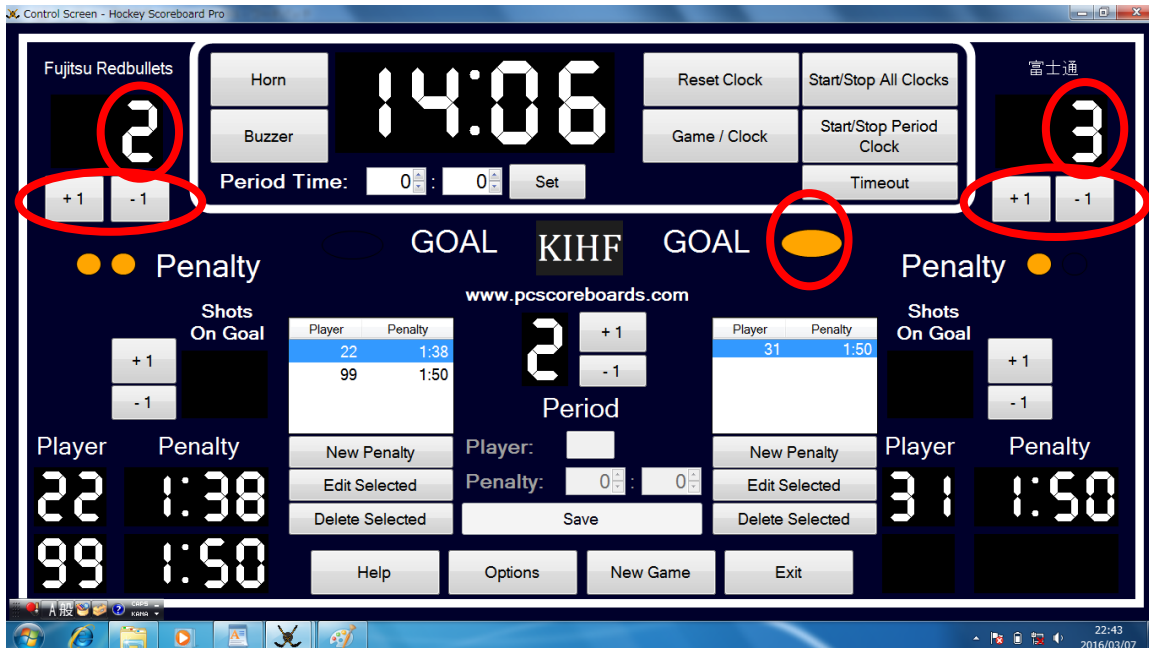 Control Screen - Hockey Scoreboard Pro
Fujitsu Redbullets
2
+ 1
- 1
Horn
Buzzer
14:06
Reset Clock
Start/Stop All Clocks
Game / Clock
Start/Stop Period
Clock
Period Time:
0
:
0
Set
Timeout
富士通
3
+ 1
- 1
GOAL
KIHF
GOAL
Penalty
Penalty
www.pcscoreboards.com
Shots
On Goal
+ 1
- 1
Player Penalty
22 1:38
99 1:50
2
+ 1
- 1
Period
Player Penalty
31 1:50
Shots
On Goal
+ 1
- 1
New Penalty
Edit Selected
Delete Selected
Player:
Penalty:
0
:
0
Save
New Penalty
Edit Selected
Delete Selected
Player Penalty
22 1:38
99 1:50
Player Penalty
31 1:50
Help
Options
New Game
Exit
A 般
CAPS
KANA
22:43
2016/03/07